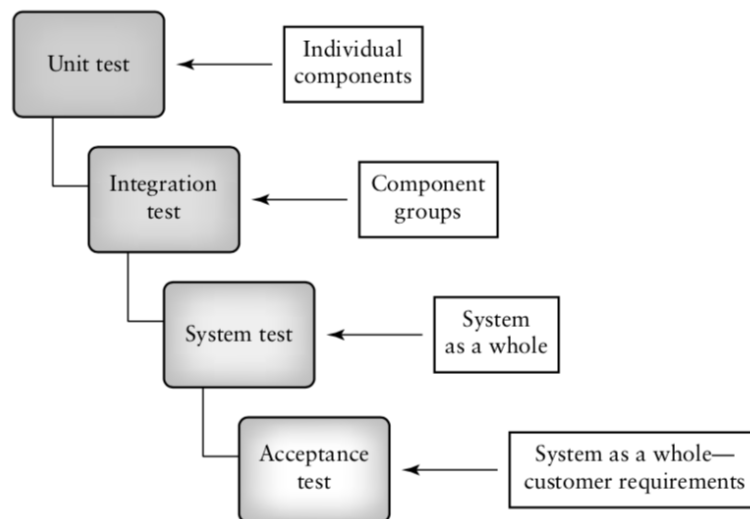 Unit test
Individual
components
Integration
test
Component
groups
System test
System
as a whole
Acceptance
test
System as a whole—
customer requirements